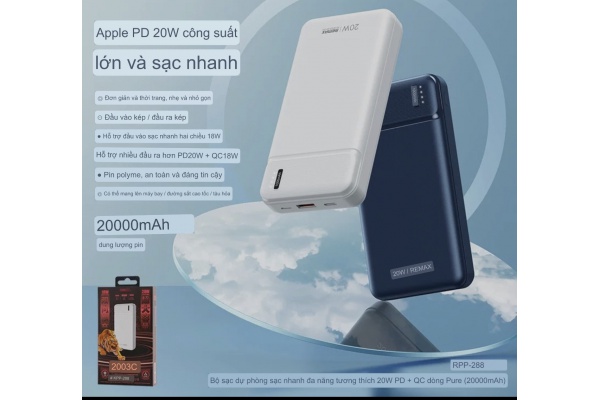 Apple PD 20W công suất
lớn và sạc nhanh
Đơn giản và thời trang, nhẹ và nhỏ gọn
Đầu vào kép / đầu ra kép
Hỗ trợ đầu vào sạc nhanh hai chiều 18W
Hỗ trợ nhiều đầu ra hơn PD20W + QC18W
Pin polyme, an toàn và đáng tin cậy
Có thể mang lên máy bay / đường sắt cao tốc / tàu hỏa
20000mAh
dung lượng pin
20W / REMAX
20W / REMAX
2003C
RPP-288
Bộ sạc dự phòng sạc nhanh đa năng tương thích 20W PD + QC dòng Pure (20000mAh)